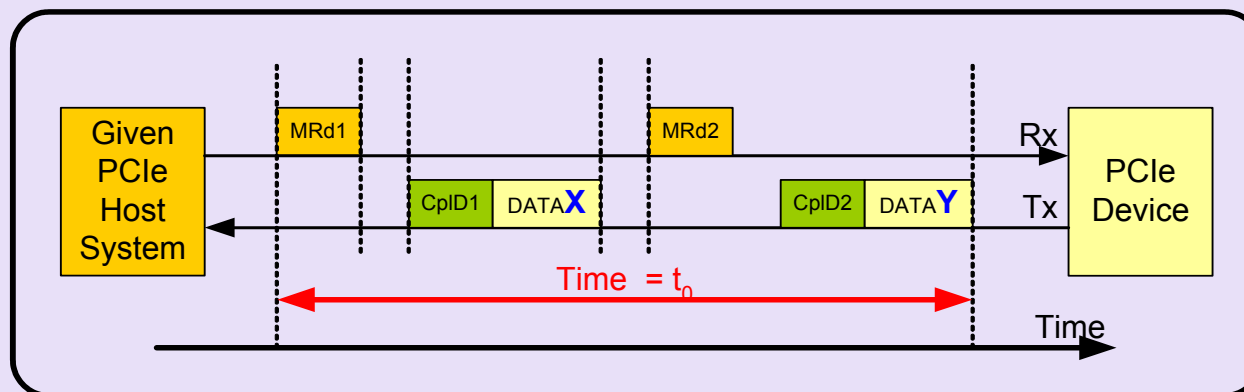 Given
PCIe
Host
System
MRd1
MRd2
Rx
CplD1
DATAX
CplD2
DATAY
Tx
PCIe
Device
Time = t0
Time